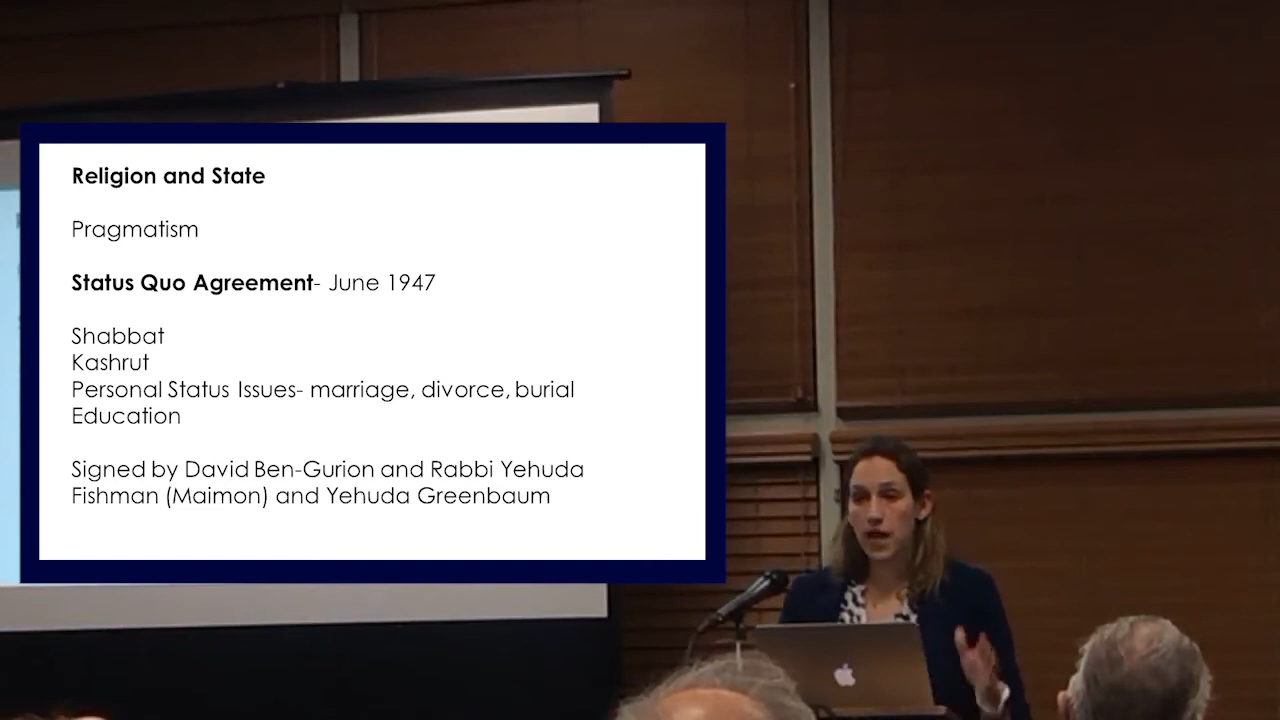 Religion and State
Pragmatism
Status Quo Agreement- June 1947
Shabbat
Kashrut
Personal Status Issues- marriage, divorce, burial
Education
Signed by David Ben-Gurion and Rabbi Yehuda
Fishman (Maimon) and Yehuda Greenbaum